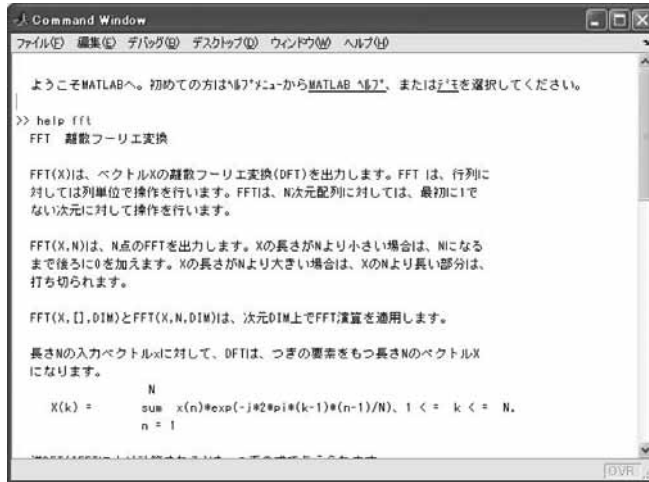 Command Window
ファイル(F) 編集(E) デバッグ(B) デスクトップ(D) ウィンドウ(W) ヘルプ(H)
ようこそMATLABへ。初めての方はﾍﾙﾌﾟﾒﾆｭｰからMATLAB ﾍﾙﾌﾟ、またはﾃﾞﾓを選択してください。
>> help fft
FFT 離散フーリエ変換
FFT(X)は、ベクトルXの離散フーリエ変換(DFT)を出力します。FFT は、行列に
対しては列単位で操作を行います。FFTは、N次元配列に対しては、最初に1で
ない次元に対して操作を行います。
FFT(X,N)は、N点のFFTを出力します。Xの長さがNより小さい場合は、Nになる
まで後ろに0を加えます。Xの長さがNより大きい場合は、XのNより長い部分は、
打ち切られます。
FFT(X,[],DIM)とFFT(X,N,DIM)は、次元DIM上でFFT演算を適用します。
長さNの入力ベクトルxに対して、DFTは、つぎの要素をもつ長さNのベクトルX
になります。
N
X(k) = sum x(n)*exp(-j*2*pi*(k-1)*(n-1)/N)、1 < = k < = N.
n = 1
OVR